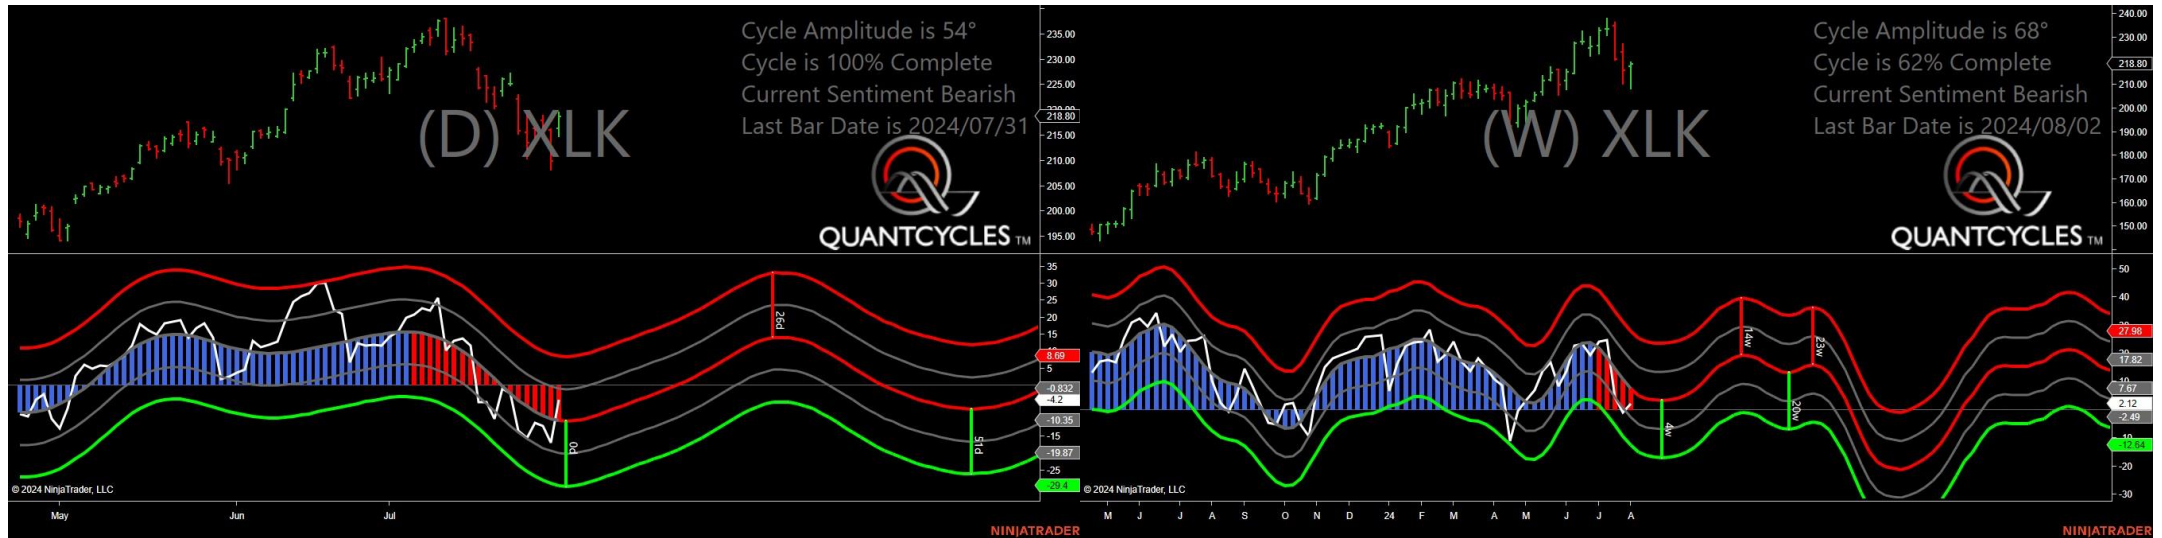 Cycle Amplitude is 54°
Cycle is 100% Complete
Current Sentiment Bearish
Last Bar Date is 2024/07/31
(D) XLK
QUANTCYCLES TM
235.00
230.00
225.00
220.00
218.80
215.00
210.00
205.00
200.00
195.00
35
30
25
20
15
5
8.69
-0.832
-4.2
-10.35
-15
-19.87
-25
-29.4
26d
0d
51d
© 2024 NinjaTrader, LLC
May
Jun
Jul
NINJATRADER
Cycle Amplitude is 68°
Cycle is 62% Complete
Current Sentiment Bearish
Last Bar Date is 2024/08/02
(W) XLK
QUANTCYCLES TM
240.00
230.00
218.80
210.00
200.00
190.00
180.00
170.00
160.00
150.00
50
40
27.98
17.82
7.67
2.12
-2.49
-12.64
-20
-30
4w
14w
20w
23w
© 2024 NinjaTrader, LLC
M J J A S O N D 24 F M A M J J A
NINJATRADER